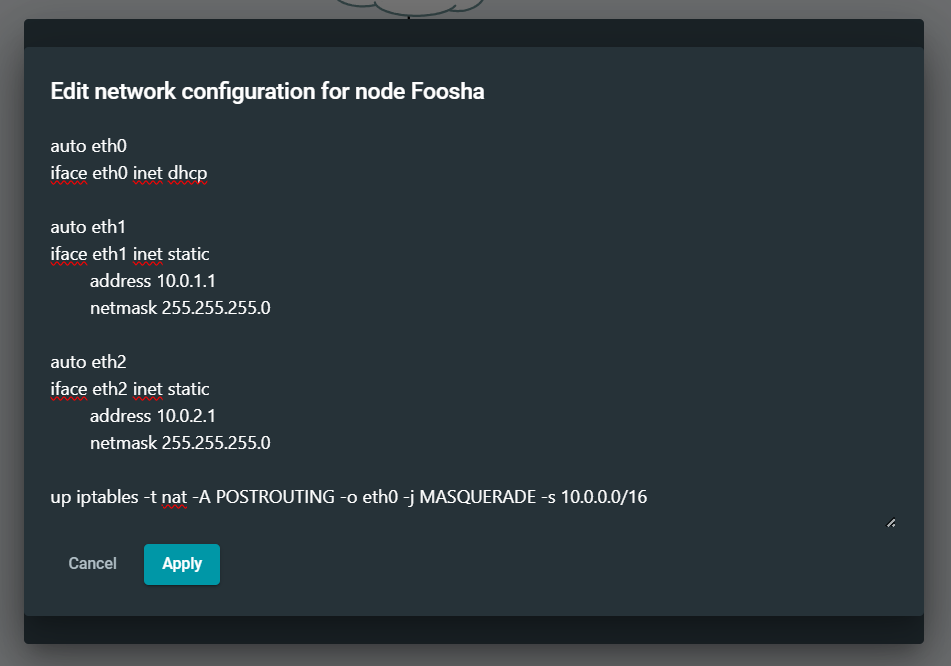 Edit network configuration for node Foosha
auto eth0
iface eth0 inet dhcp
auto eth1
iface eth1 inet static
address 10.0.1.1
netmask 255.255.255.0
auto eth2
iface eth2 inet static
address 10.0.2.1
netmask 255.255.255.0
up iptables -t nat -A POSTROUTING -o eth0 -j MASQUERADE -s 10.0.0.0/16
Cancel Apply